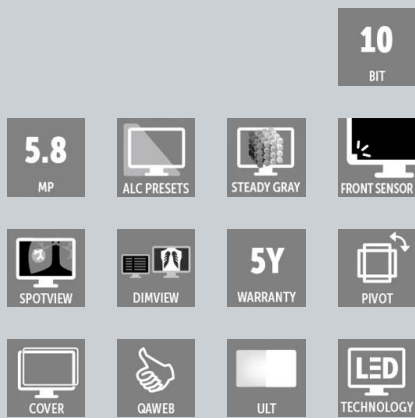 10
BIT
5.8
MP
ALC PRESETS
STEADY GRAY
FRONT SENSOR
SPOTVIEW
DIMVIEW
5Y
WARRANTY
PIVOT
COVER
QAWEB
ULT
LED
TECHNOLOGY